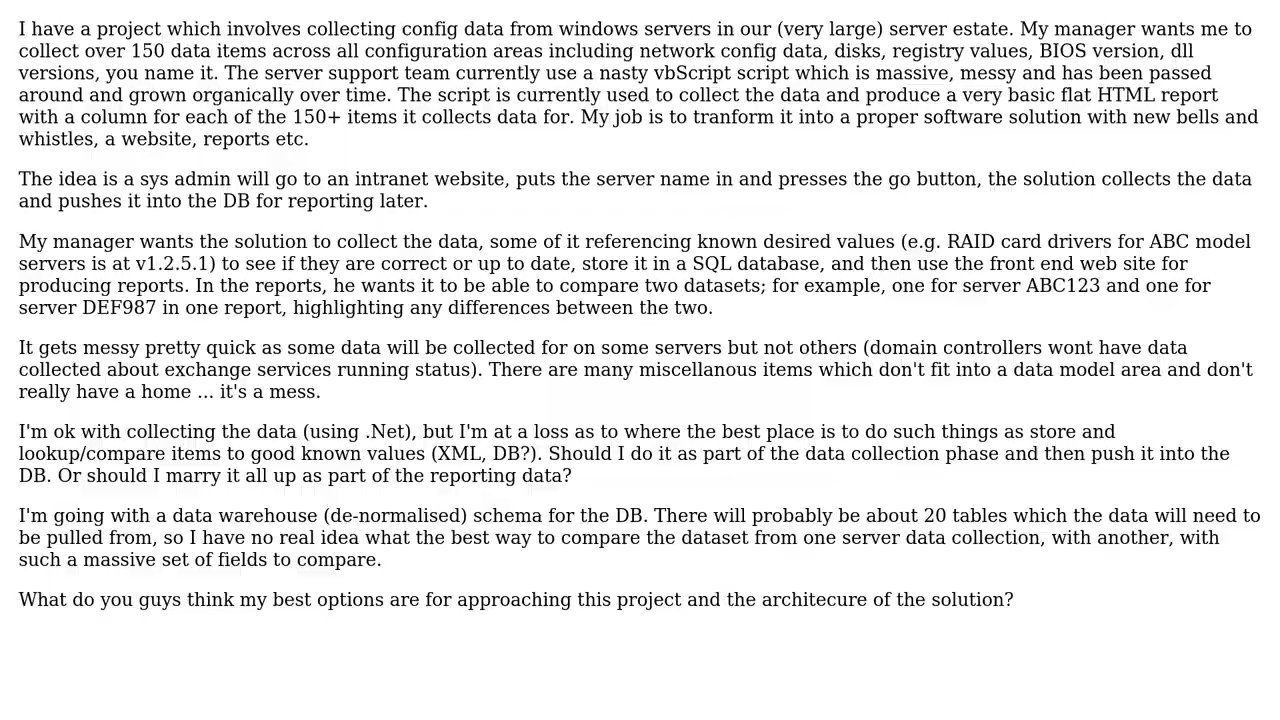 I have a project which involves collecting config data from windows servers in our (very large) server estate. My manager wants me to
collect over 150 data items across all configuration areas including network config data, disks, registry values, BIOS version, dll
versions, you name it. The server support team currently use a nasty vbScript script which is massive, messy and has been passed
around and grown organically over time. The script is currently used to collect the data and produce a very basic flat HTML report
with a column for each of the 150+ items it collects data for. My job is to tranform it into a proper software solution with new bells and
whistles, a website, reports etc.
The idea is a sys admin will go to an intranet website, puts the server name in and presses the go button, the solution collects the data
and pushes it into the DB for reporting later.
My manager wants the solution to collect the data, some of it referencing known desired values (e.g. RAID card drivers for ABC model
servers is at v1.2.5.1) to see if they are correct or up to date, store it in a SQL database, and then use the front end web site for
producing reports. In the reports, he wants it to be able to compare two datasets; for example, one for server ABC123 and one for
server DEF987 in one report, highlighting any differences between the two.
It gets messy pretty quick as some data will be collected for on some servers but not others (domain controllers wont have data
collected about exchange services running status). There are many miscellanous items which don't fit into a data model area and don't
really have a home ... it's a mess.
I'm ok with collecting the data (using .Net), but I'm at a loss as to where the best place is to do such things as store and
lookup/compare items to good known values (XML, DB?). Should I do it as part of the data collection phase and then push it into the
DB. Or should I marry it all up as part of the reporting data?
I'm going with a data warehouse (de-normalised) schema for the DB. There will probably be about 20 tables which the data will need to
be pulled from, so I have no real idea what the best way to compare the dataset from one server data collection, with another, with
such a massive set of fields to compare.
What do you guys think my best options are for approaching this project and the architecure of the solution?